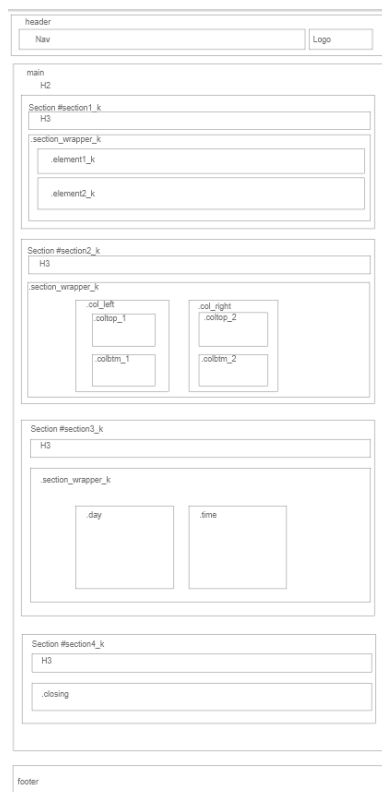 header
Nav
Logo
main
H2
Section #section1_k
H3
.section_wrapper_k
.element1_k
.element2_k
Section #section2_k
H3
.section_wrapper_k
.col_left
.col_right
.coltop_1
.coltop_2
.colbtm_1
.colbtm_2
Section #section3_k
H3
.section_wrapper_k
.day
.time
Section #section4_k
H3
.closing
footer